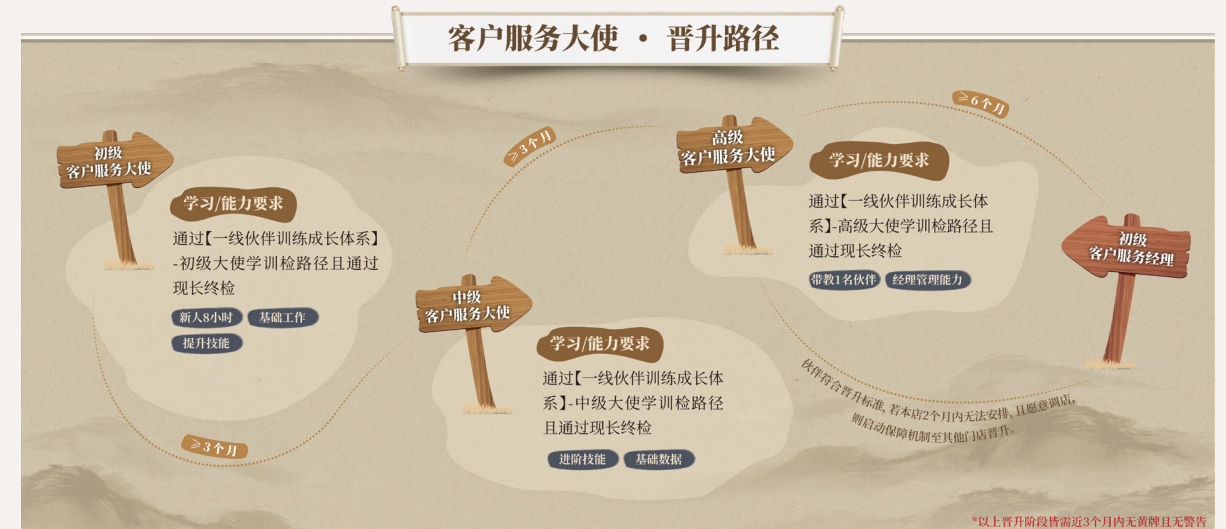 客户服务大使 · 晋升路径
初级
客户服务大使
学习/能力要求
通过【一线伙伴训练成长体系】
-初级大使学训检路径且通过
现长终检
新人8小时
基础工作
提升技能
≥3个月
中级
客户服务大使
学习/能力要求
通过【一线伙伴训练成长体
系】-中级大使学训检路径
且通过现长终检
进阶技能
基础数据
≥3个月
高级
客户服务大使
学习/能力要求
通过【一线伙伴训练成长体
系】-高级大使学训检路径且
通过现长终检
带教1名伙伴
经理管理能力
≥6个月
初级
客户服务经理
伙伴符合晋升标准, 若本店2个月内无法安排, 且愿意调店,
则启动保障机制至其他门店晋升。
*以上晋升阶段皆需近3个月内无黄牌且无警告